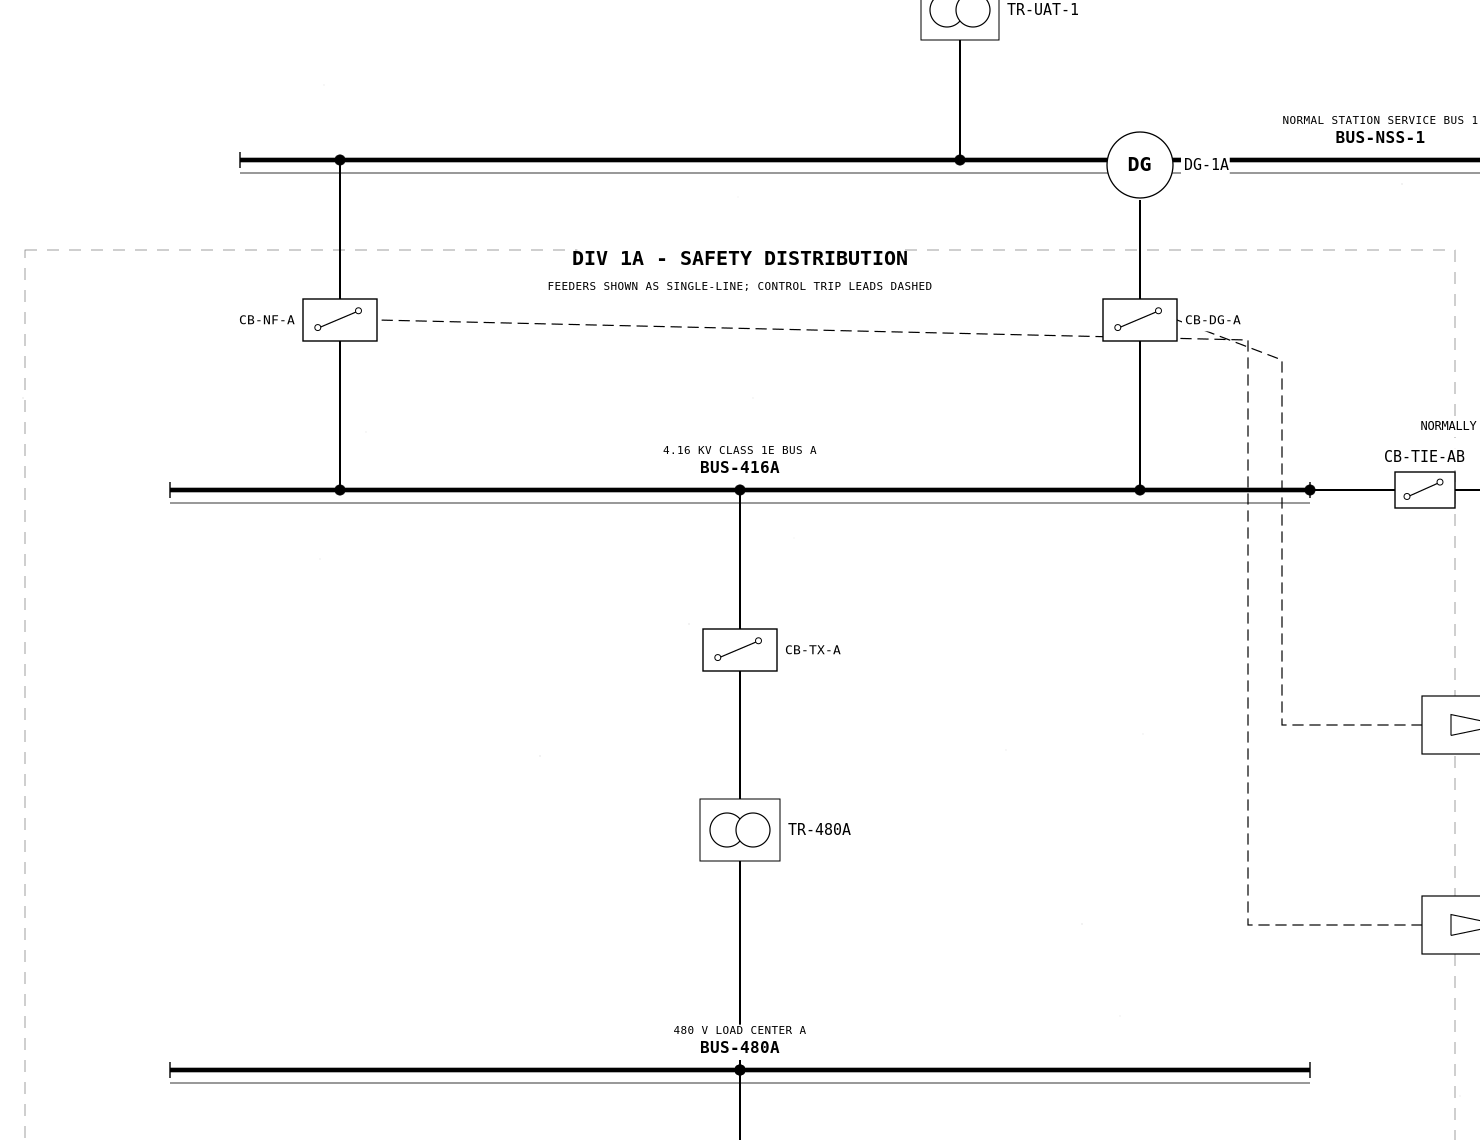 TR-UAT-1
NORMAL STATION SERVICE BUS 1
BUS-NSS-1
DG
DG-1A
DIV 1A - SAFETY DISTRIBUTION
FEEDERS SHOWN AS SINGLE-LINE; CONTROL TRIP LEADS DASHED
CB-NF-A
CB-DG-A
NORMALLY
4.16 KV CLASS 1E BUS A
BUS-416A
CB-TIE-AB
CB-TX-A
TR-480A
480 V LOAD CENTER A
BUS-480A